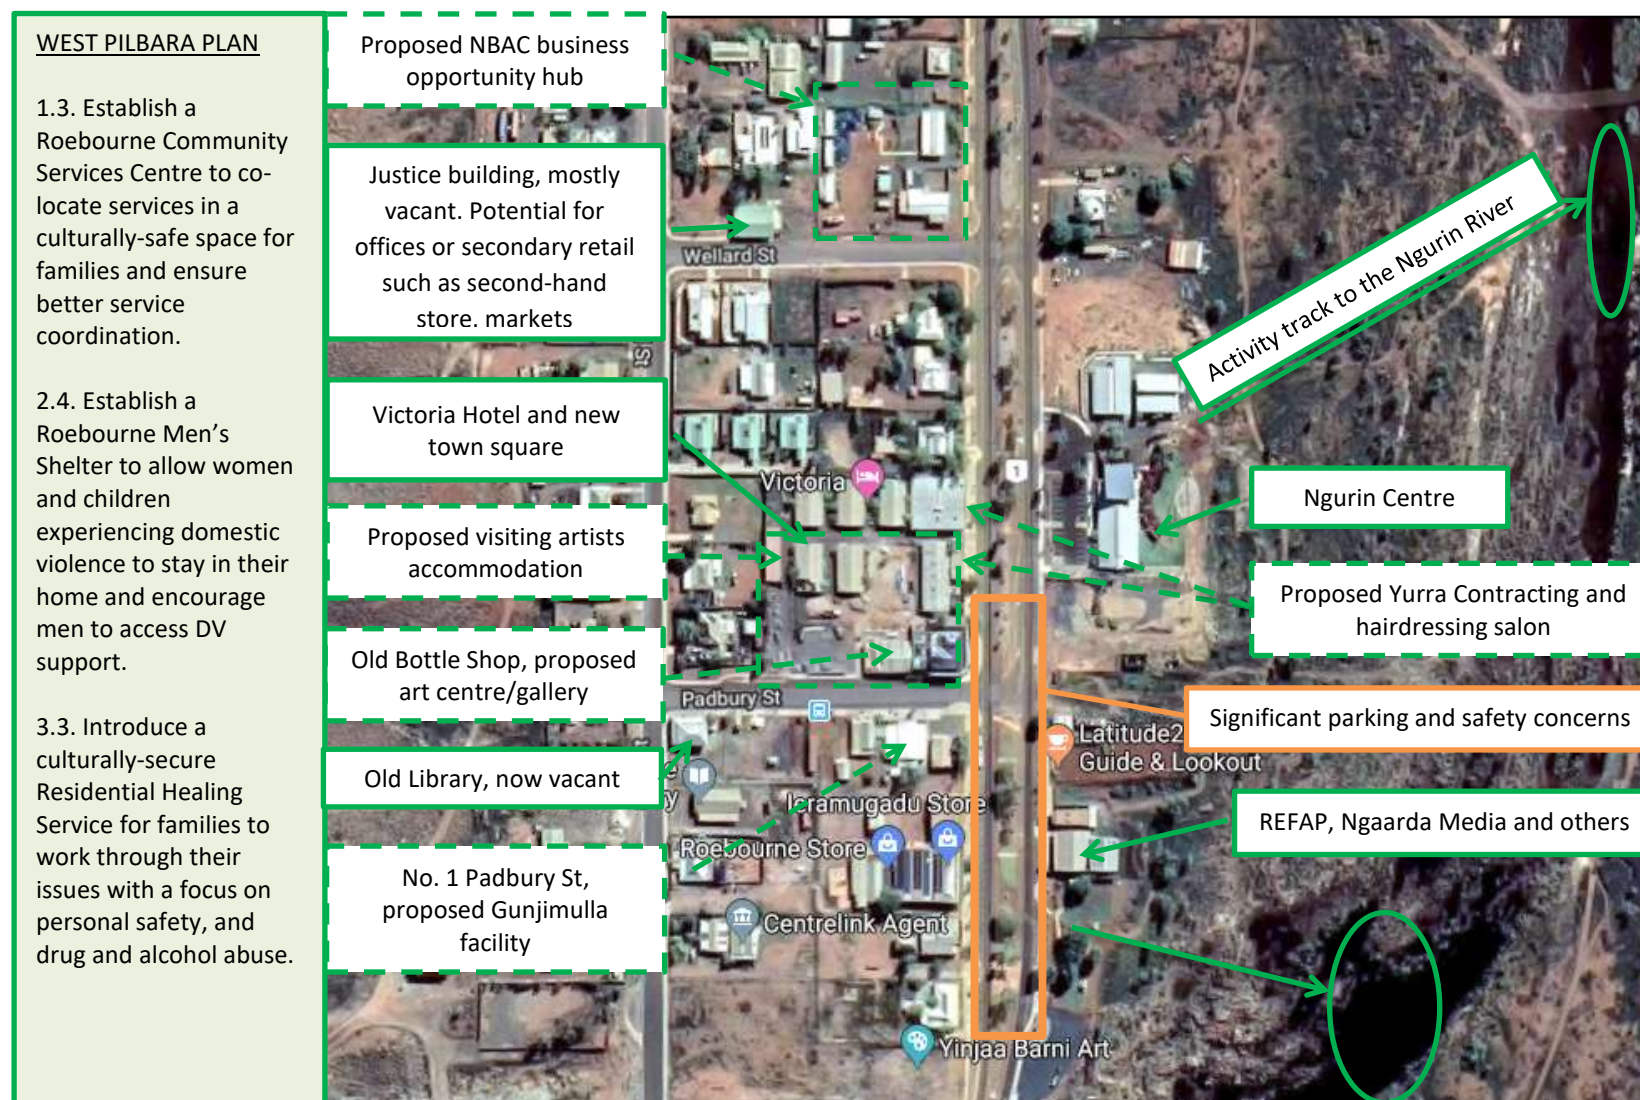 WEST PILBARA PLAN
1.3. Establish a
Roebourne Community
Services Centre to co-
locate services in a
culturally-safe space for
families and ensure
better service
coordination.
2.4. Establish a
Roebourne Men's
Shelter to allow women
and children
experiencing domestic
violence to stay in their
home and encourage
men to access DV
support.
3.3. Introduce a
culturally-secure
Residential Healing
Service for families to
work through their
issues with a focus on
personal safety, and
drug and alcohol abuse.
Proposed NBAC business
opportunity hub
Justice building, mostly
vacant. Potential for
offices or secondary retail
such as second-hand
store. markets
Victoria Hotel and new
town square
Proposed visiting artists
accommodation
Old Bottle Shop, proposed
art centre/gallery
Old Library, now vacant
No. 1 Padbury St,
proposed Gunjimulla
facility
Wellard St
St
Victoria
1
Padbury St
Ieramugadu Store
Roebourne Store
Centrelink Agent
Yinjaa Barni Art
Latitude2
Guide & Lookout
Activity track to the Ngurin River
Ngurin Centre
Proposed Yurra Contracting and
hairdressing salon
Significant parking and safety concerns
REFAP, Ngaarda Media and others